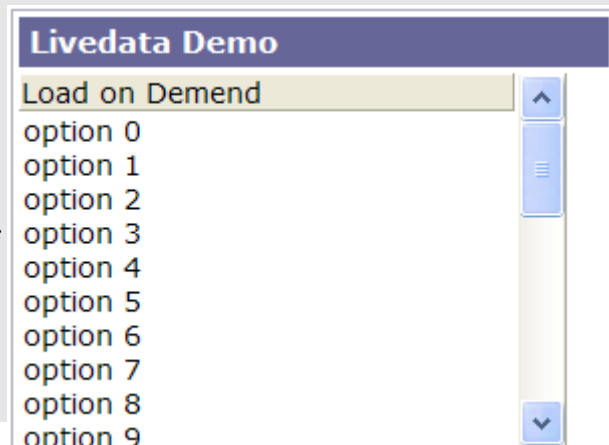 Livedata Demo
Load on Demend
option 0
option 1
option 2
option 3
option 4
option 5
option 6
option 7
option 8
option 9